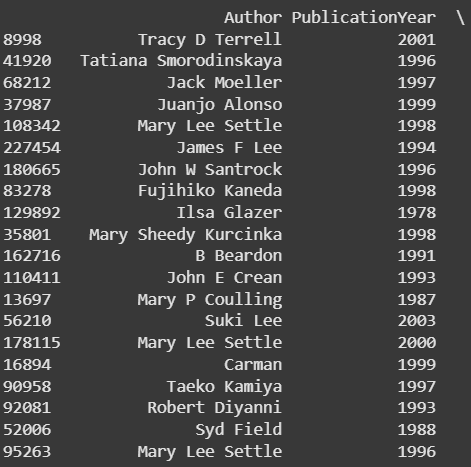 Author PublicationYear \
8998 Tracy D Terrell 2001
41920 Tatiana Smorodinskaya 1996
68212 Jack Moeller 1997
37987 Juanjo Alonso 1999
108342 Mary Lee Settle 1998
227454 James F Lee 1994
180665 John W Santrock 1996
83278 Fujihiko Kaneda 1998
129892 Ilsa Glazer 1978
35801 Mary Sheedy Kurcinka 1998
162716 B Beardon 1991
110411 John E Crean 1993
13697 Mary P Coulling 1987
56210 Suki Lee 2003
178115 Mary Lee Settle 2000
16894 Carman 1999
90958 Taeko Kamiya 1997
92081 Robert Diyanni 1993
52006 Syd Field 1988
95263 Mary Lee Settle 1996